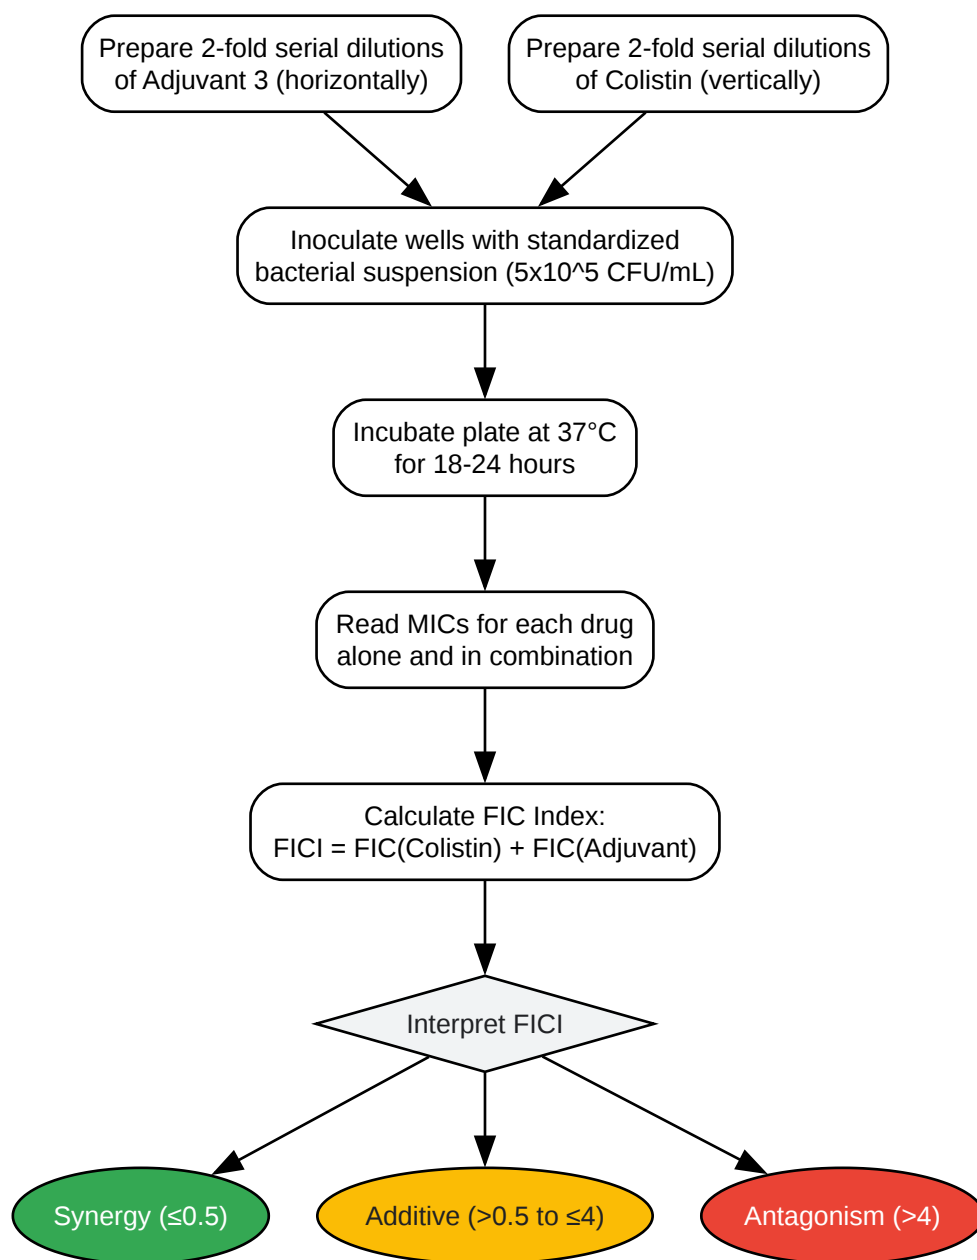 Prepare 2-fold serial dilutions
of Adjuvant 3 (horizontally)
Prepare 2-fold serial dilutions
of Colistin (vertically)
Inoculate wells with standardized
bacterial suspension (5x10^5 CFU/mL)
Incubate plate at 37°C
for 18-24 hours
Read MICs for each drug
alone and in combination
Calculate FIC Index:
FICI = FIC(Colistin) + FIC(Adjuvant)
Interpret FICI
Synergy (≤0.5)
Additive (>0.5 to ≤4)
Antagonism (>4)